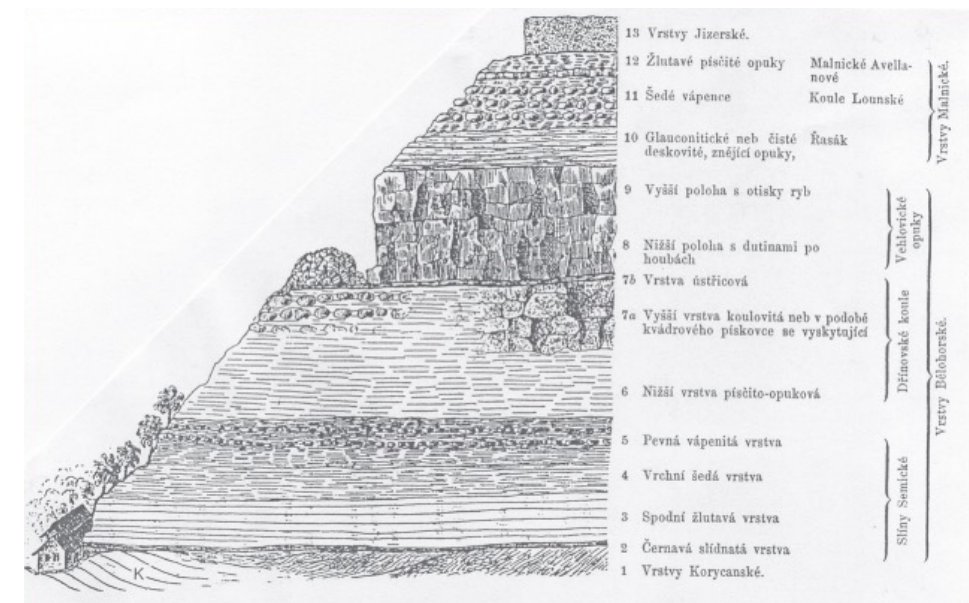 13 Vrstvy Jizerské.
12 Žlutavé písčité opuky Malnické Avella-
nové
11 Šedé vápence Koule Lounské
10 Glauconitické neb čisté Řasák
deskovité, znějící opuky,
Vrstvy Malnické.
9 Vyšší poloha s otisky ryb
8 Nižší poloha s dutinami po
houbách
Vehlovické
opuky
7b Vrstva ústřicová
7a Vyšší vrstva koulovitá neb v podobě
kvádrového pískovce se vyskytující
6 Nižší vrstva písčito-opuková
Dřínovské koule
5 Pevná vápenitá vrstva
4 Vrchní šedá vrstva
3 Spodní žlutavá vrstva
2 Černavá slídnatá vrstva
Slíny Semické
Vrstvy Bělohorské.
1 Vrstvy Korycanské.
K